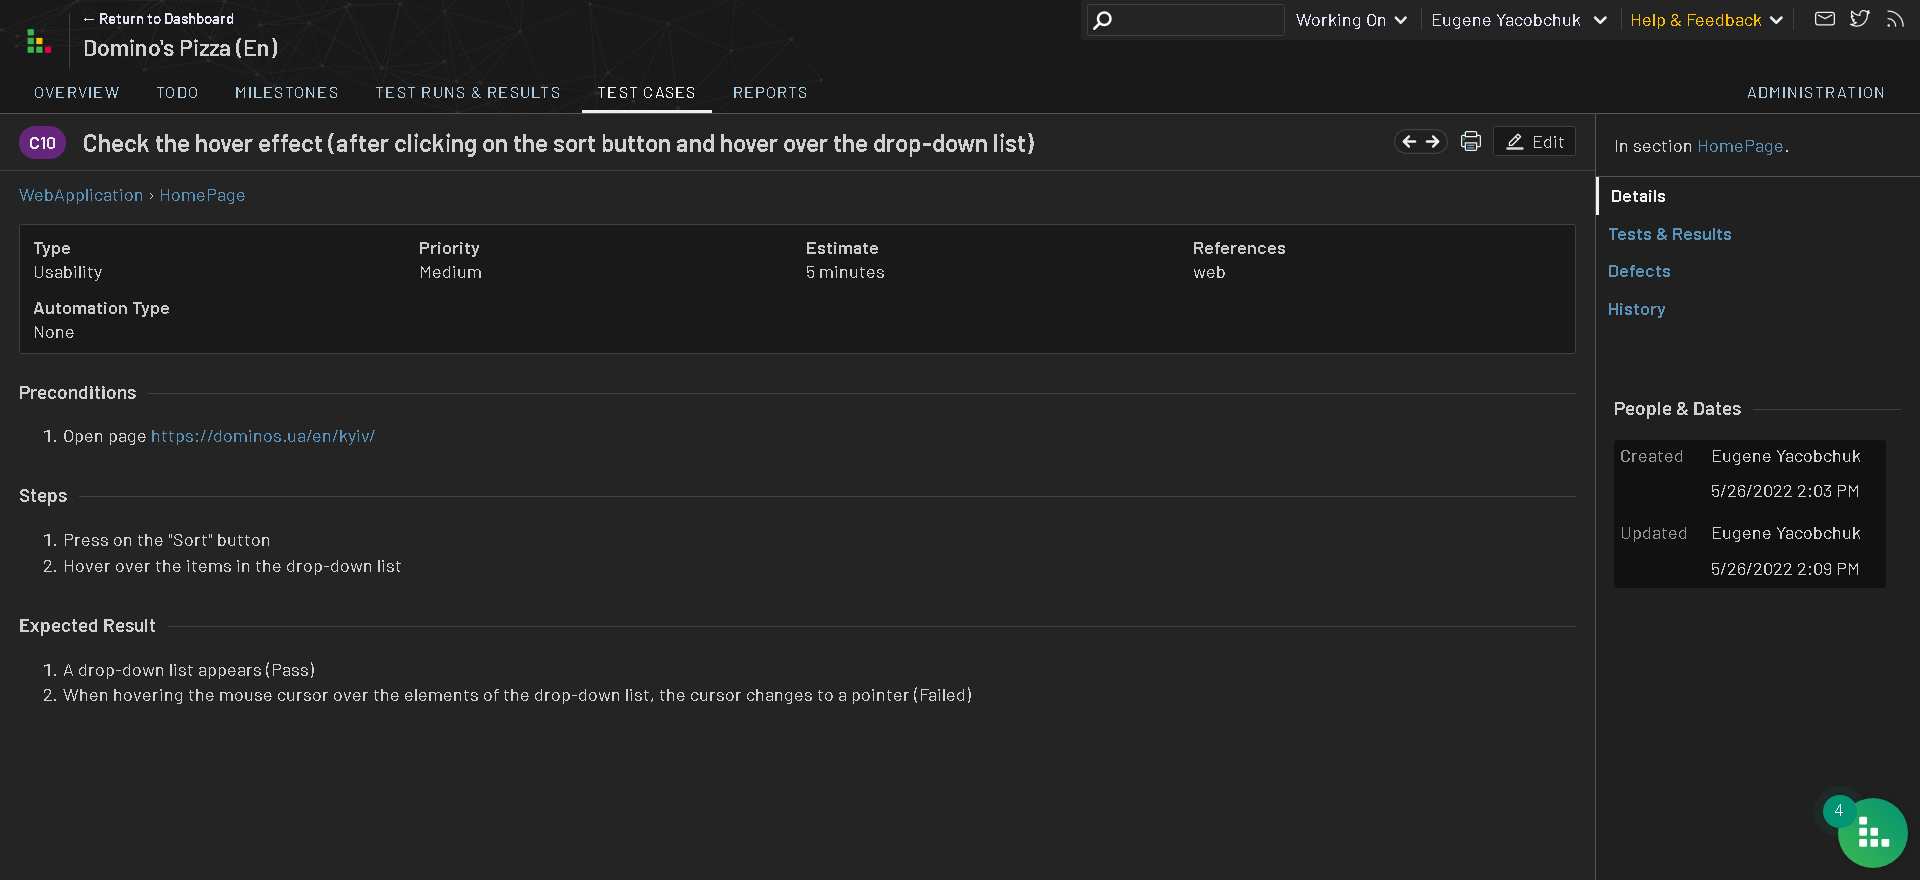 ← Return to Dashboard
Domino's Pizza (En)
Working On
Eugene Yacobchuk
Help & Feedback
OVERVIEW TODO MILESTONES TEST RUNS & RESULTS TEST CASES REPORTS ADMINISTRATION
C10 Check the hover effect (after clicking on the sort button and hover over the drop-down list)
Edit
WebApplication › HomePage
Type Priority Estimate References
Usability Medium 5 minutes web
Automation Type
None
Preconditions
1. Open page https://dominos.ua/en/kyiv/
Steps
1. Press on the "Sort" button
2. Hover over the items in the drop-down list
Expected Result
1. A drop-down list appears (Pass)
2. When hovering the mouse cursor over the elements of the drop-down list, the cursor changes to a pointer (Failed)
In section HomePage.
Details
Tests & Results
Defects
History
People & Dates
Created Eugene Yacobchuk
5/26/2022 2:03 PM
Updated Eugene Yacobchuk
5/26/2022 2:09 PM
4